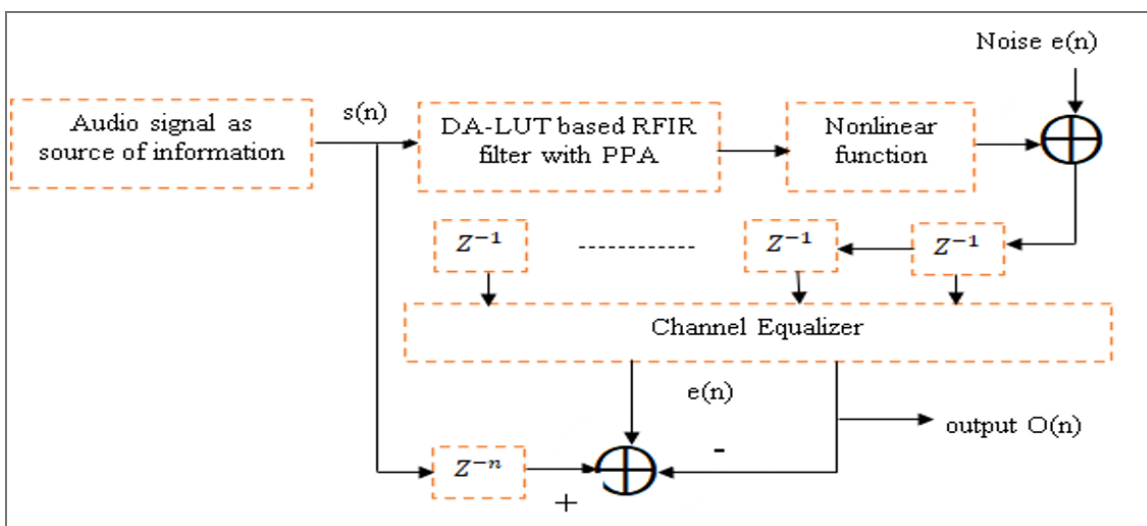 Noise e(n)
Audio signal as
source of information
s(n)
DA-LUT based RFIR
filter with PPA
Nonlinear
function
Z⁻¹
------------
Z⁻¹
Z⁻¹
Channel Equalizer
e(n)
output O(n)
-
Z⁻ⁿ
+